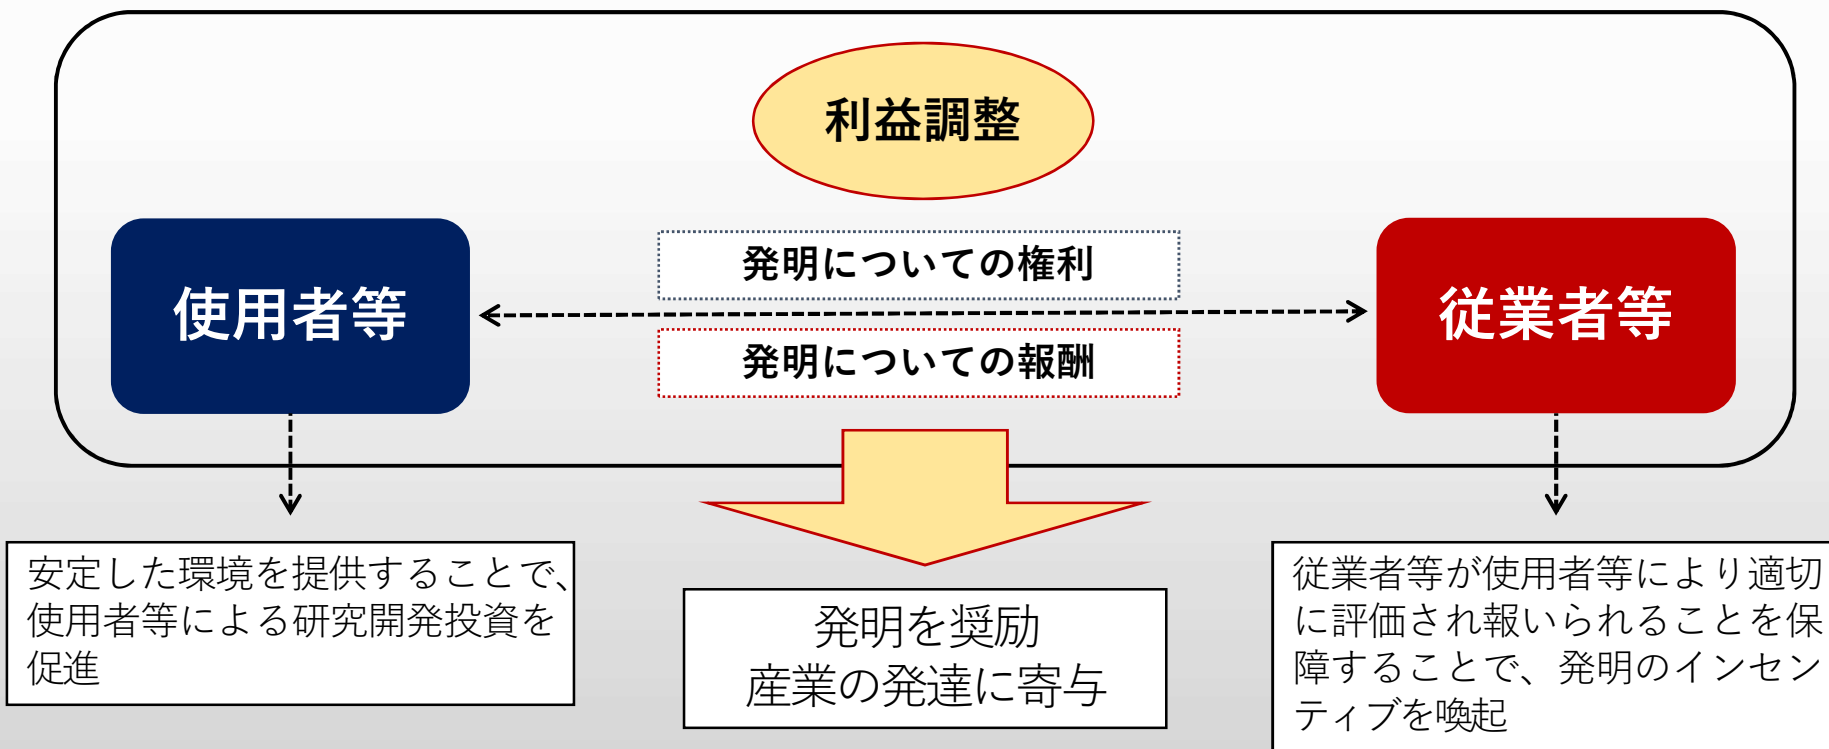 利益調整
使用者等
発明についての権利
発明についての報酬
従業者等
安定した環境を提供することで、
使用者等による研究開発投資を
促進
発明を奨励
産業の発達に寄与
従業者等が使用者等により適切
に評価され報いられることを保
障することで、発明のインセン
ティブを喚起